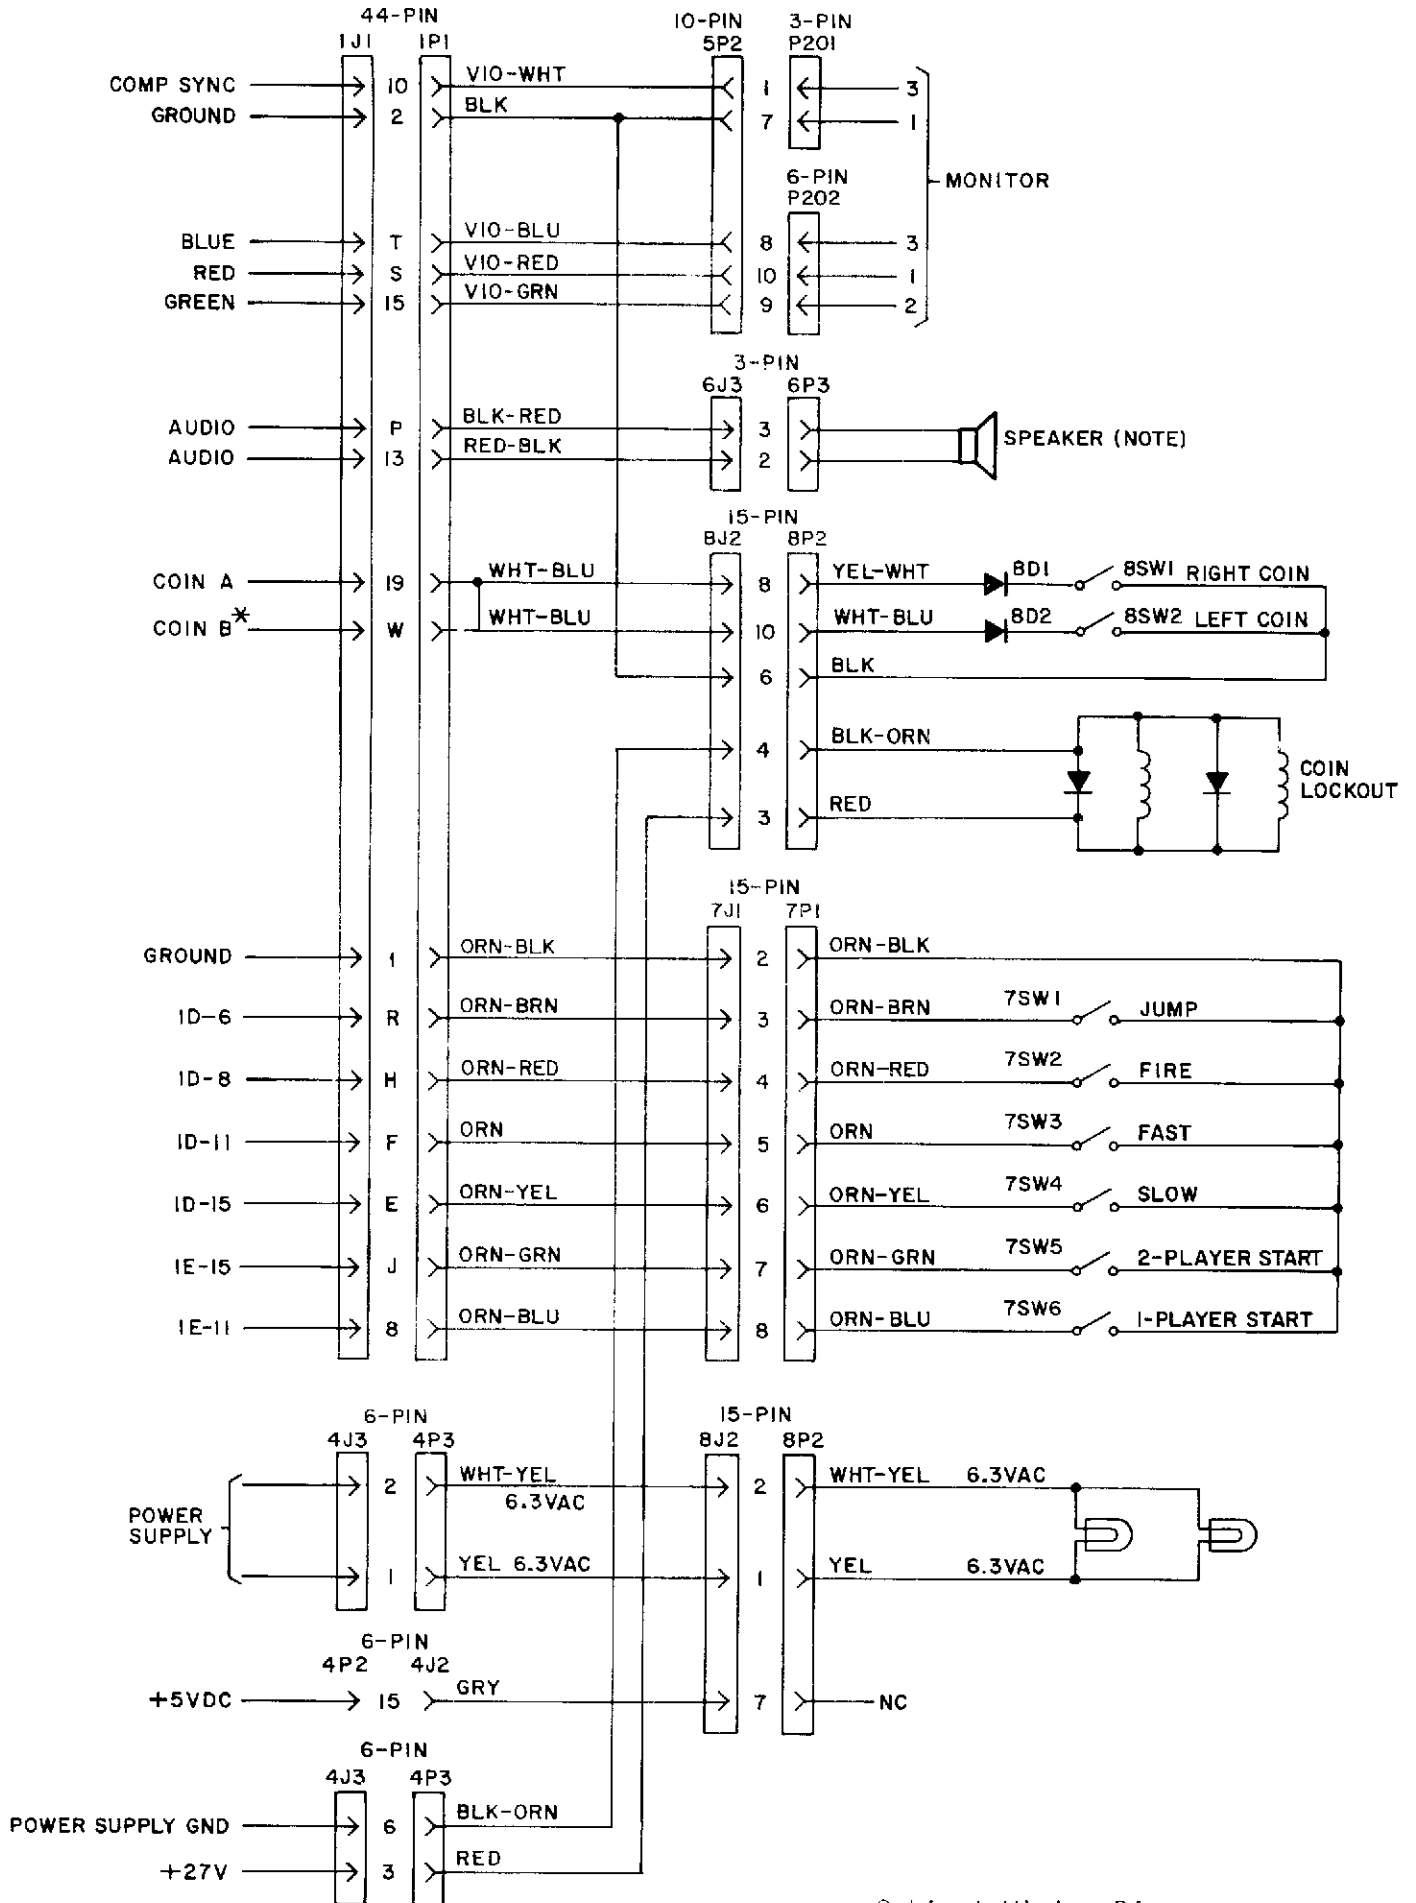 44-PIN 10-PIN 3-PIN
1J1 1P1 5P2 P201
COMP SYNC 10 VIO-WHT 1 3
GROUND 2 BLK 7 1
6-PIN
P202
MONITOR
BLUE T VIO-BLU 8 3
RED S VIO-RED 10 1
GREEN 15 VIO-GRN 9 2
3-PIN
6J3 6P3
AUDIO P BLK-RED 3
AUDIO 13 RED-BLK 2
SPEAKER (NOTE)
15-PIN
8J2 8P2
COIN A 19 WHT-BLU 8 YEL-WHT 8D1 8SW1 RIGHT COIN
COIN B* W WHT-BLU 10 WHT-BLU 8D2 8SW2 LEFT COIN
6 BLK
4 BLK-ORN
COIN
LOCKOUT
3 RED
15-PIN
7J1 7P1
GROUND 1 ORN-BLK 2 ORN-BLK
1D-6 R ORN-BRN 3 ORN-BRN 7SW1 JUMP
1D-8 H ORN-RED 4 ORN-RED 7SW2 FIRE
1D-11 F ORN 5 ORN 7SW3 FAST
1D-15 E ORN-YEL 6 ORN-YEL 7SW4 SLOW
1E-15 J ORN-GRN 7 ORN-GRN 7SW5 2-PLAYER START
1E-11 8 ORN-BLU 8 ORN-BLU 7SW6 1-PLAYER START
6-PIN 15-PIN
4J3 4P3 8J2 8P2
2 WHT-YEL 6.3VAC 2 WHT-YEL 6.3VAC
POWER
SUPPLY
1 YEL 6.3VAC 1 YEL 6.3VAC
6-PIN
4P2 4J2
+5VDC 15 GRY 7 NC
6-PIN
4J3 4P3
POWER SUPPLY GND 6 BLK-ORN
+27V 3 RED